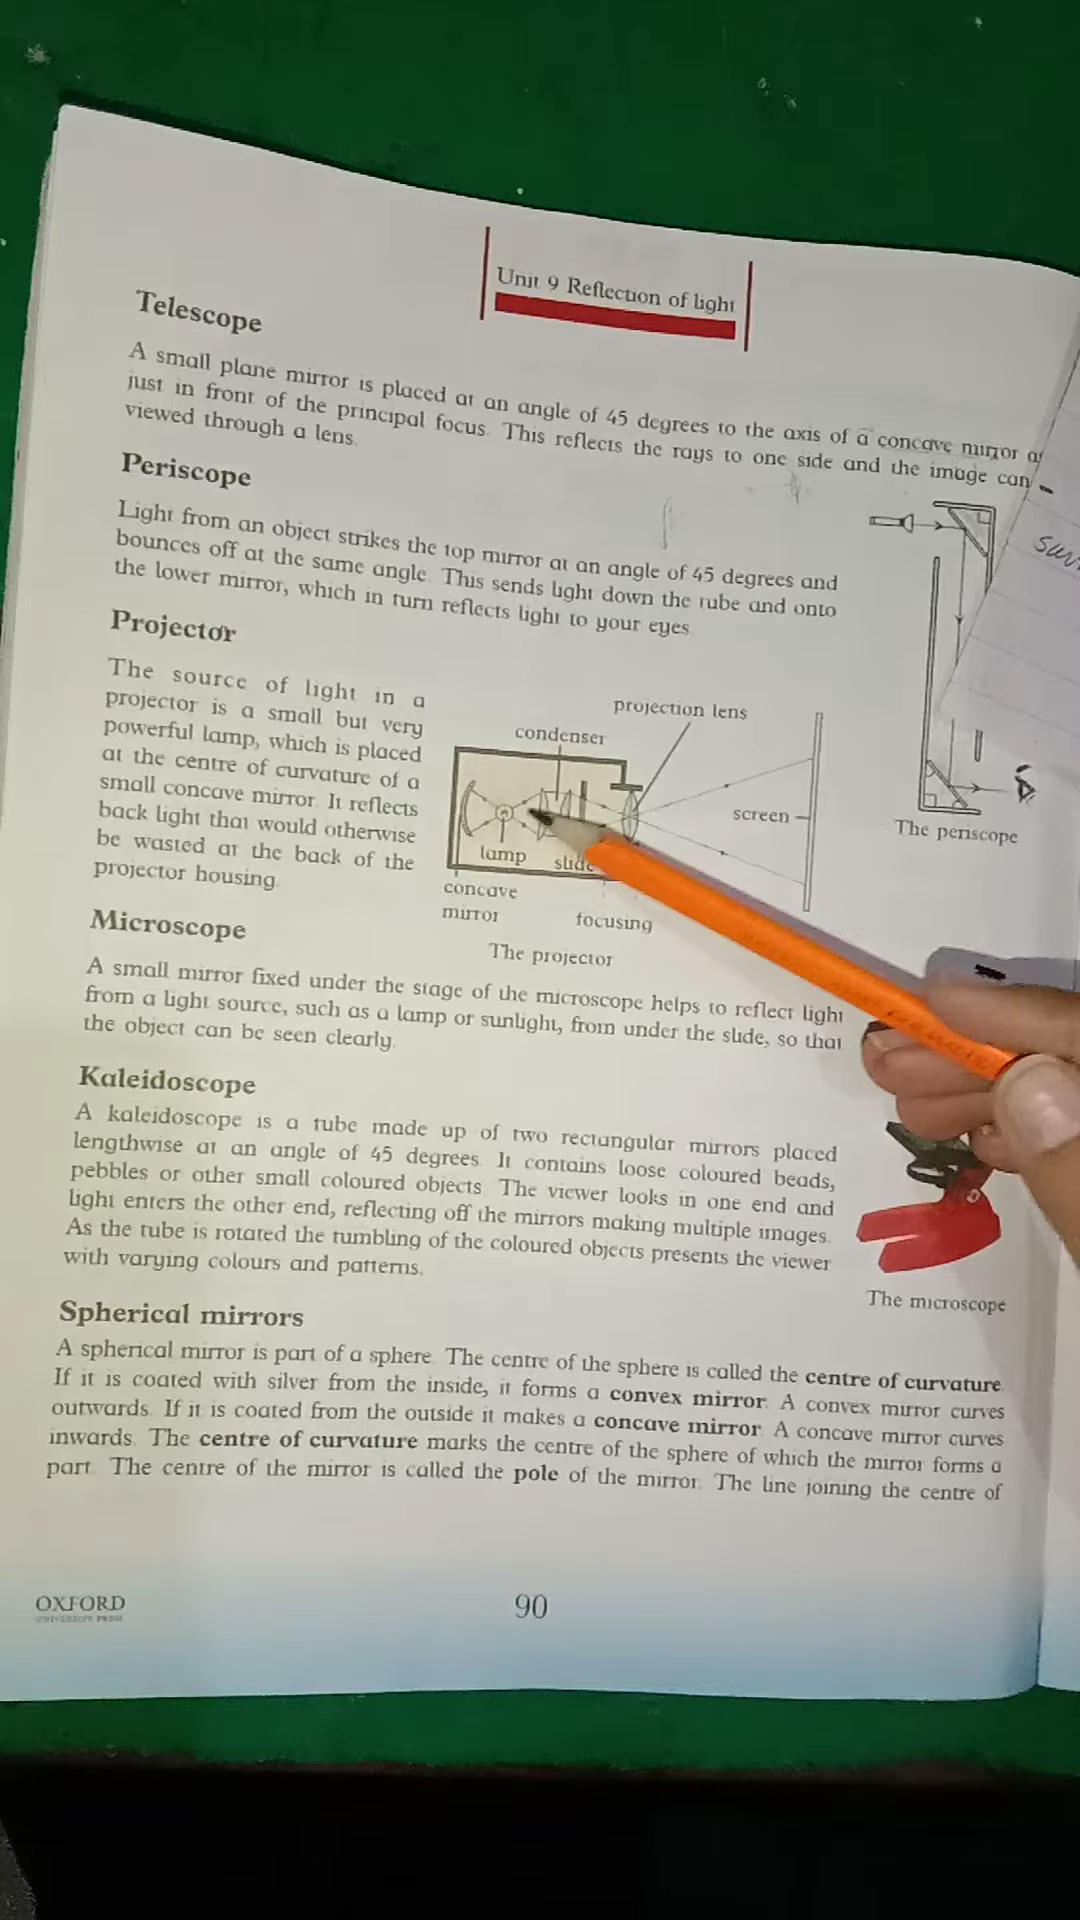 Unit 9 Reflection of light
Telescope
A small plane mirror is placed at an angle of 45 degrees to the axis of a concave mirror
just in front of the principal focus. This reflects the rays to one side and the image can
viewed through a lens.
Periscope
Light from an object strikes the top mirror at an angle of 45 degrees and
bounces off at the same angle. This sends light down the tube and onto
the lower mirror, which in turn reflects light to your eyes.
The periscope
Projector
The source of light in a
projector is a small but very
powerful lamp, which is placed
at the centre of curvature of a
small concave mirror. It reflects
back light that would otherwise
be wasted at the back of the
projector housing.
projection lens
condenser
screen
lamp
concave
mirror
focusing
The projector
Microscope
A small mirror fixed under the stage of the microscope helps to reflect light
from a light source, such as a lamp or sunlight, from under the slide, so that
the object can be seen clearly.
Kaleidoscope
A kaleidoscope is a tube made up of two rectangular mirrors placed
lengthwise at an angle of 45 degrees. It contains loose coloured beads,
pebbles or other small coloured objects. The viewer looks in one end and
light enters the other end, reflecting off the mirrors making multiple images.
As the tube is rotated the tumbling of the coloured objects presents the viewer
with varying colours and patterns.
The microscope
Spherical mirrors
A spherical mirror is part of a sphere. The centre of the sphere is called the centre of curvature.
If it is coated with silver from the inside, it forms a convex mirror. A convex mirror curves
outwards. If it is coated from the outside it makes a concave mirror. A concave mirror curves
inwards. The centre of curvature marks the centre of the sphere of which the mirror forms a
part. The centre of the mirror is called the pole of the mirror. The line joining the centre of
OXFORD
UNIVERSITY PRESS
90